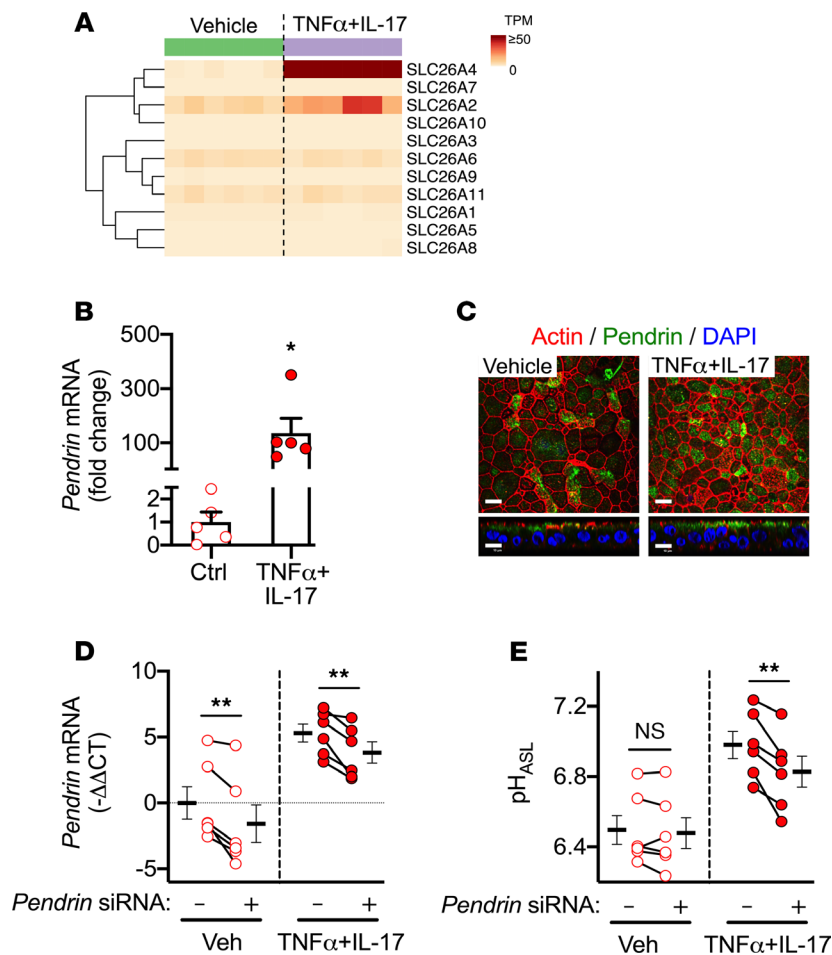 A
Vehicle
TNFα+IL-17
TPM
≥50
0
SLC26A4
SLC26A7
SLC26A2
SLC26A10
SLC26A3
SLC26A6
SLC26A9
SLC26A11
SLC26A1
SLC26A5
SLC26A8
B
Pendrin mRNA
(fold change)
500
300
100
2
1
0
*
Ctrl
TNFα+
IL-17
C
Actin / Pendrin / DAPI
Vehicle
TNFα+IL-17
D
Pendrin mRNA
(-ΔΔCT)
10
5
0
-5
**
**
Pendrin siRNA: − + − +
Veh
TNFα+IL-17
E
pHASL
7.2
6.8
6.4
NS
**
Pendrin siRNA: − + − +
Veh
TNFα+IL-17